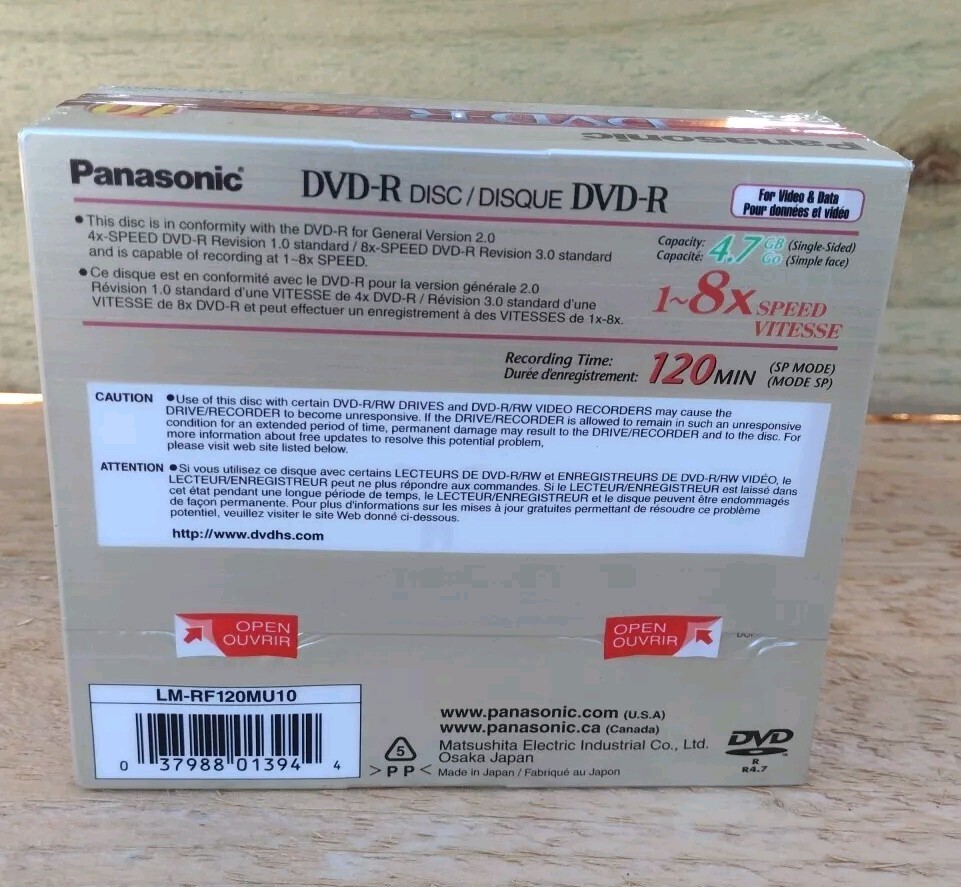 10 DVD-R 120min
Panasonic
Panasonic
DVD-R DISC / DISQUE DVD-R
For Video & Data
Pour données et vidéo
●This disc is in conformity with the DVD-R for General Version 2.0
4x-SPEED DVD-R Revision 1.0 standard / 8x-SPEED DVD-R Revision 3.0 standard
and is capable of recording at 1~8x SPEED.
●Ce disque est en conformité avec le DVD-R pour la version générale 2.0
Révision 1.0 standard d'une VITESSE de 4x DVD-R / Révision 3.0 standard d'une
VITESSE de 8x DVD-R et peut effectuer un enregistrement à des VITESSES de 1x-8x.
Capacity: 4.7 GB (Single-Sided)
Capacité: Go (Simple face)
1~8x SPEED
VITESSE
Recording Time: 120 MIN (SP MODE)
Durée d'enregistrement: (MODE SP)
CAUTION ●Use of this disc with certain DVD-R/RW DRIVES and DVD-R/RW VIDEO RECORDERS may cause the
DRIVE/RECORDER to become unresponsive. If the DRIVE/RECORDER is allowed to remain in such an unresponsive
condition for an extended period of time, permanent damage may result to the DRIVE/RECORDER and to the disc. For
more information about free updates to resolve this potential problem,
please visit web site listed below.
ATTENTION ●Si vous utilisez ce disque avec certains LECTEURS DE DVD-R/RW et ENREGISTREURS DE DVD-R/RW VIDÉO, le
LECTEUR/ENREGISTREUR peut ne plus répondre aux commandes. Si le LECTEUR/ENREGISTREUR est laissé dans
cet état pendant une longue période de temps, le LECTEUR/ENREGISTREUR et le disque peuvent être endommagés
de façon permanente. Pour plus d'informations sur les mises à jour gratuites permettant de résoudre ce problème
potentiel, veuillez visiter le site Web donné ci-dessous.
http://www.dvdhs.com
OPEN
OUVRIR
OPEN
OUVRIR
LM-RF120MU10
0 37988 01394 4
5
>PP<
www.panasonic.com (U.S.A)
www.panasonic.ca (Canada)
Matsushita Electric Industrial Co., Ltd.
Osaka Japan
Made in Japan / Fabriqué au Japon
DVD
R
R4.7